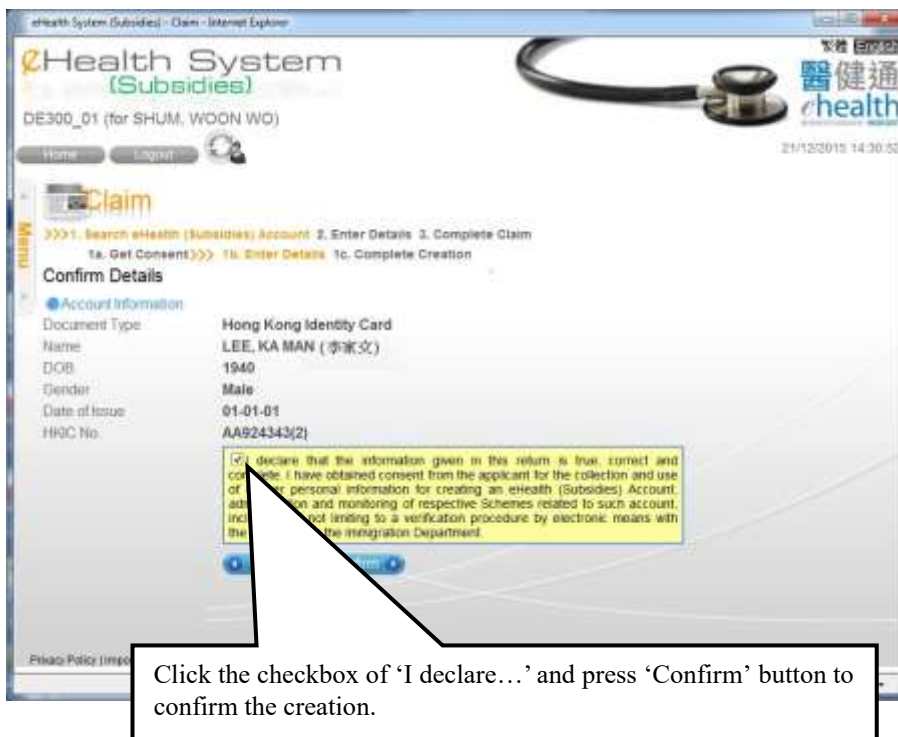 eHealth System (Subsidies) - Claim - Internet Explorer
eHealth System
(Subsidies)
繁體 English
醫健通
ehealth
DE300_01 (for SHUM, WOON WO)
Home Logout
21/12/2015 14:30:52
Menu
Claim
>>>1. Search eHealth (Subsidies) Account 2. Enter Details 3. Complete Claim
1a. Get Consent>>> 1b. Enter Details 1c. Complete Creation
Confirm Details
Account Information
Document Type Hong Kong Identity Card
Name LEE, KA MAN (李家文)
DOB 1940
Gender Male
Date of Issue 01-01-01
HKIC No. AA924343(2)
declare that the information given in this return is true, correct and
I have obtained consent from the applicant for the collection and use
of personal information for creating an eHealth (Subsidies) Account,
and monitoring of respective Schemes related to such account,
not limiting to a verification procedure by electronic means with
the the Immigration Department.
Privacy Policy
Click the checkbox of ‘I declare…’ and press ‘Confirm’ button to
confirm the creation.